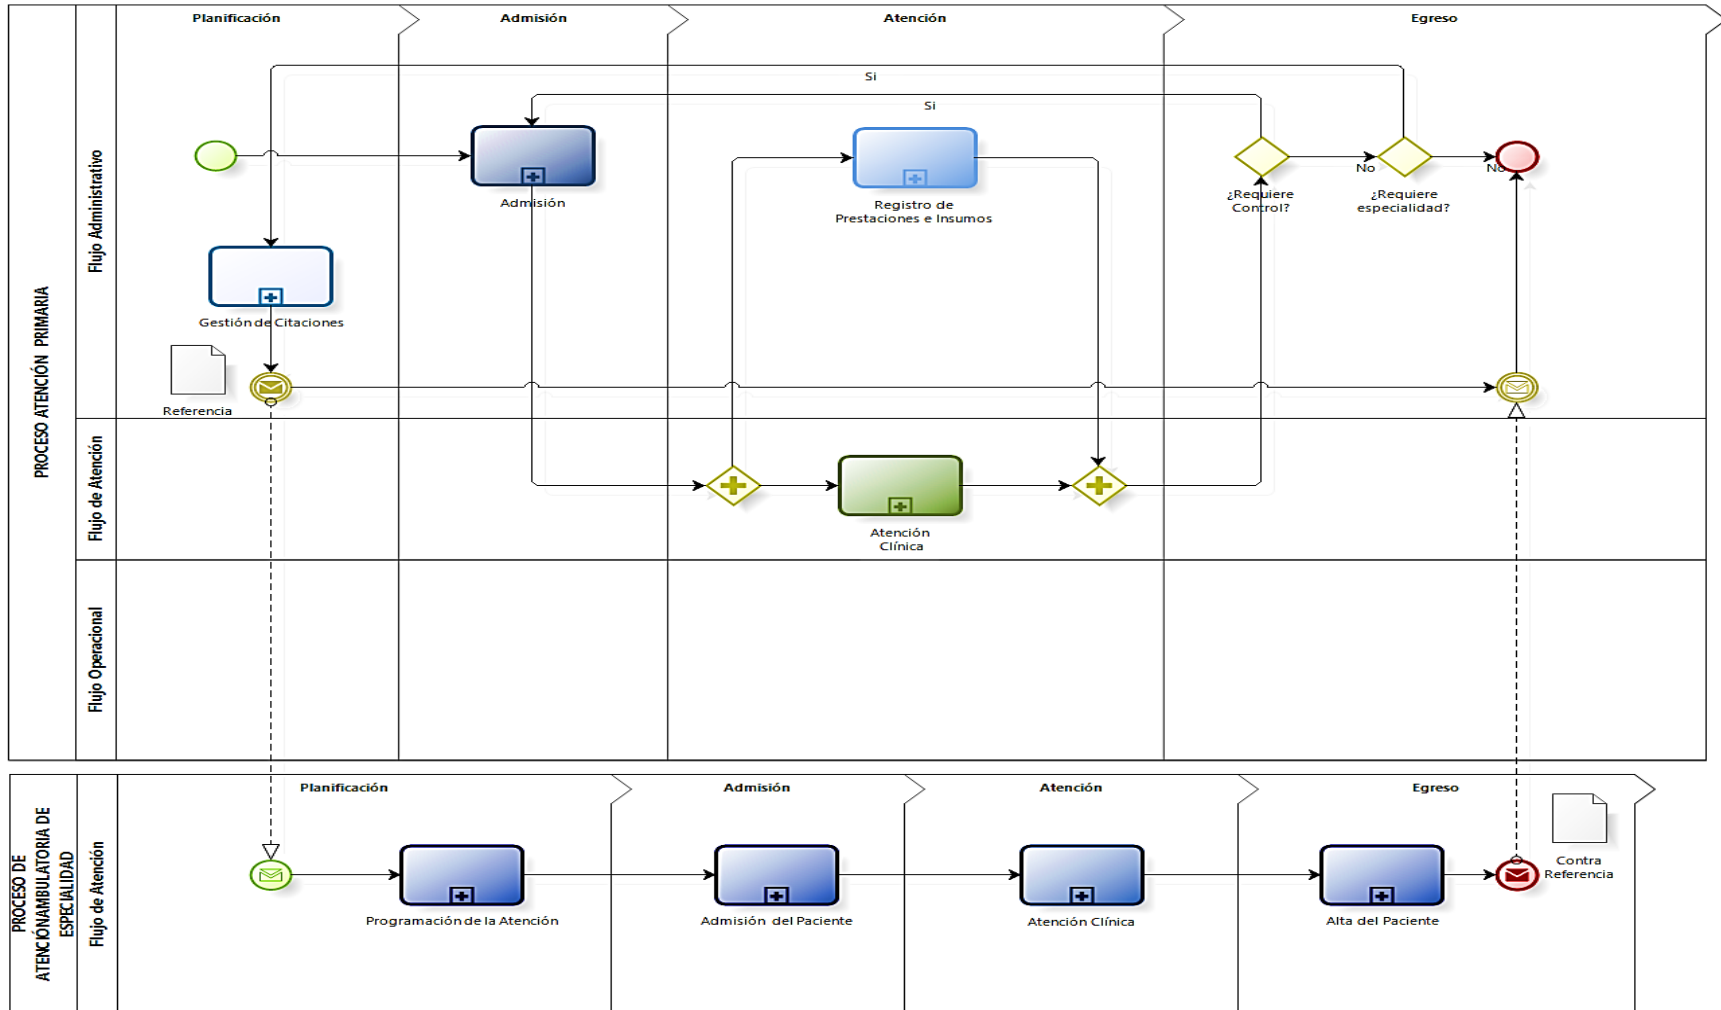 Planificación
Admisión
Atención
Egreso
PROCESO ATENCIÓN PRIMARIA
Flujo Administrativo
Si
Si
Admisión
Registro de
Prestaciones e Insumos
¿Requiere
Control?
No
¿Requiere
especialidad?
No
Gestión de Citaciones
Referencia
Flujo de Atención
Atención
Clínica
Flujo Operacional
PROCESO DE
ATENCIÓNAMBULATORIA DE
ESPECIALIDAD
Flujo de Atención
Planificación
Admisión
Atención
Egreso
Programación de la Atención
Admisión del Paciente
Atención Clínica
Alta del Paciente
Contra
Referencia